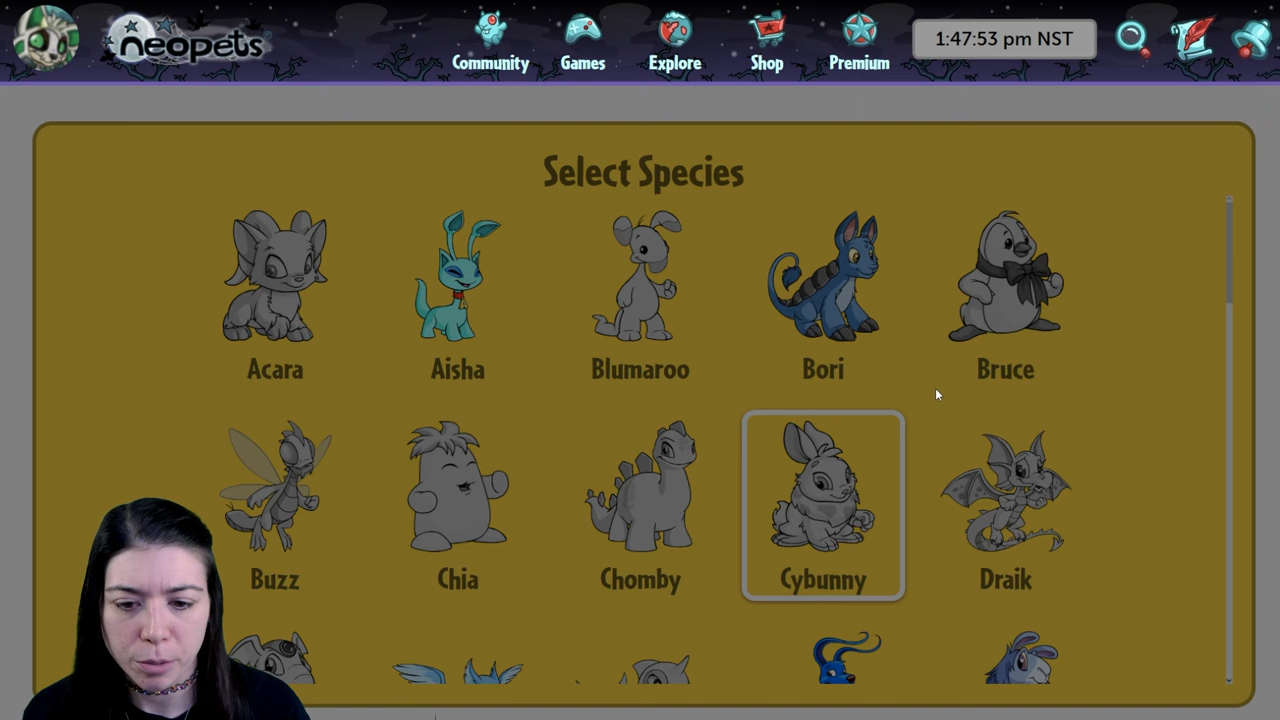 neopets
Community
Games
Explore
Shop
Premium
1:47:53 pm NST
Select Species
Acara
Aisha
Blumaroo
Bori
Bruce
Buzz
Chia
Chomby
Cybunny
Draik